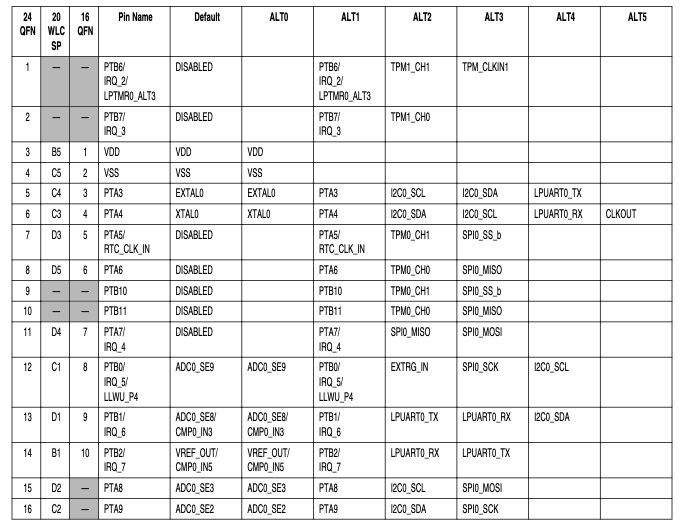 24 QFN 20 WLC SP 16 QFN Pin Name Default ALT0 ALT1 ALT2 ALT3 ALT4 ALT5
1 — — PTB6/ IRQ_2/ LPTMR0_ALT3 DISABLED PTB6/ IRQ_2/ LPTMR0_ALT3 TPM1_CH1 TPM_CLKIN1
2 — — PTB7/ IRQ_3 DISABLED PTB7/ IRQ_3 TPM1_CH0
3 B5 1 VDD VDD VDD
4 C5 2 VSS VSS VSS
5 C4 3 PTA3 EXTAL0 EXTAL0 PTA3 I2C0_SCL I2C0_SDA LPUART0_TX
6 C3 4 PTA4 XTAL0 XTAL0 PTA4 I2C0_SDA I2C0_SCL LPUART0_RX CLKOUT
7 D3 5 PTA5/ RTC_CLK_IN DISABLED PTA5/ RTC_CLK_IN TPM0_CH1 SPI0_SS_b
8 D5 6 PTA6 DISABLED PTA6 TPM0_CH0 SPI0_MISO
9 — — PTB10 DISABLED PTB10 TPM0_CH1 SPI0_SS_b
10 — — PTB11 DISABLED PTB11 TPM0_CH0 SPI0_MISO
11 D4 7 PTA7/ IRQ_4 DISABLED PTA7/ IRQ_4 SPI0_MISO SPI0_MOSI
12 C1 8 PTB0/ IRQ_5/ LLWU_P4 ADC0_SE9 ADC0_SE9 PTB0/ IRQ_5/ LLWU_P4 EXTRG_IN SPI0_SCK I2C0_SCL
13 D1 9 PTB1/ IRQ_6 ADC0_SE8/ CMP0_IN3 ADC0_SE8/ CMP0_IN3 PTB1/ IRQ_6 LPUART0_TX LPUART0_RX I2C0_SDA
14 B1 10 PTB2/ IRQ_7 VREF_OUT/ CMP0_IN5 VREF_OUT/ CMP0_IN5 PTB2/ IRQ_7 LPUART0_RX LPUART0_TX
15 D2 — PTA8 ADC0_SE3 ADC0_SE3 PTA8 I2C0_SCL SPI0_MOSI
16 C2 — PTA9 ADC0_SE2 ADC0_SE2 PTA9 I2C0_SDA SPI0_SCK